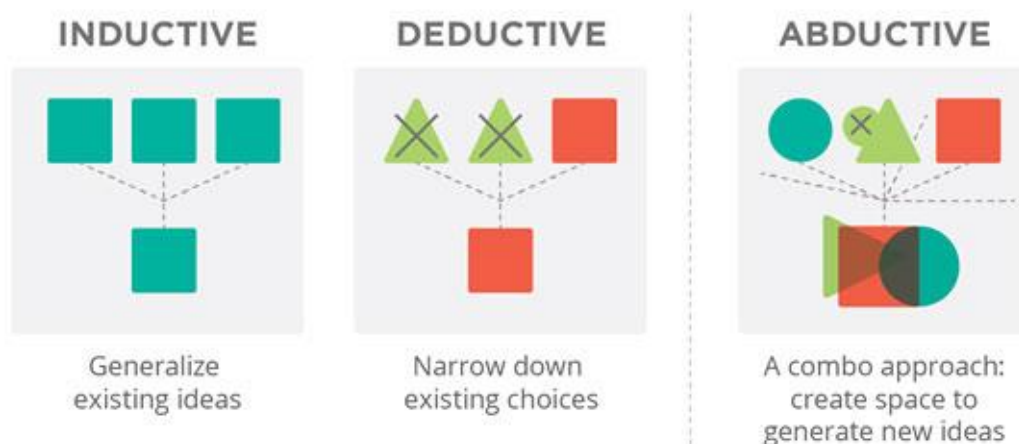 INDUCTIVE
Generalize
existing ideas
DEDUCTIVE
Narrow down
existing choices
ABDUCTIVE
A combo approach:
create space to
generate new ideas